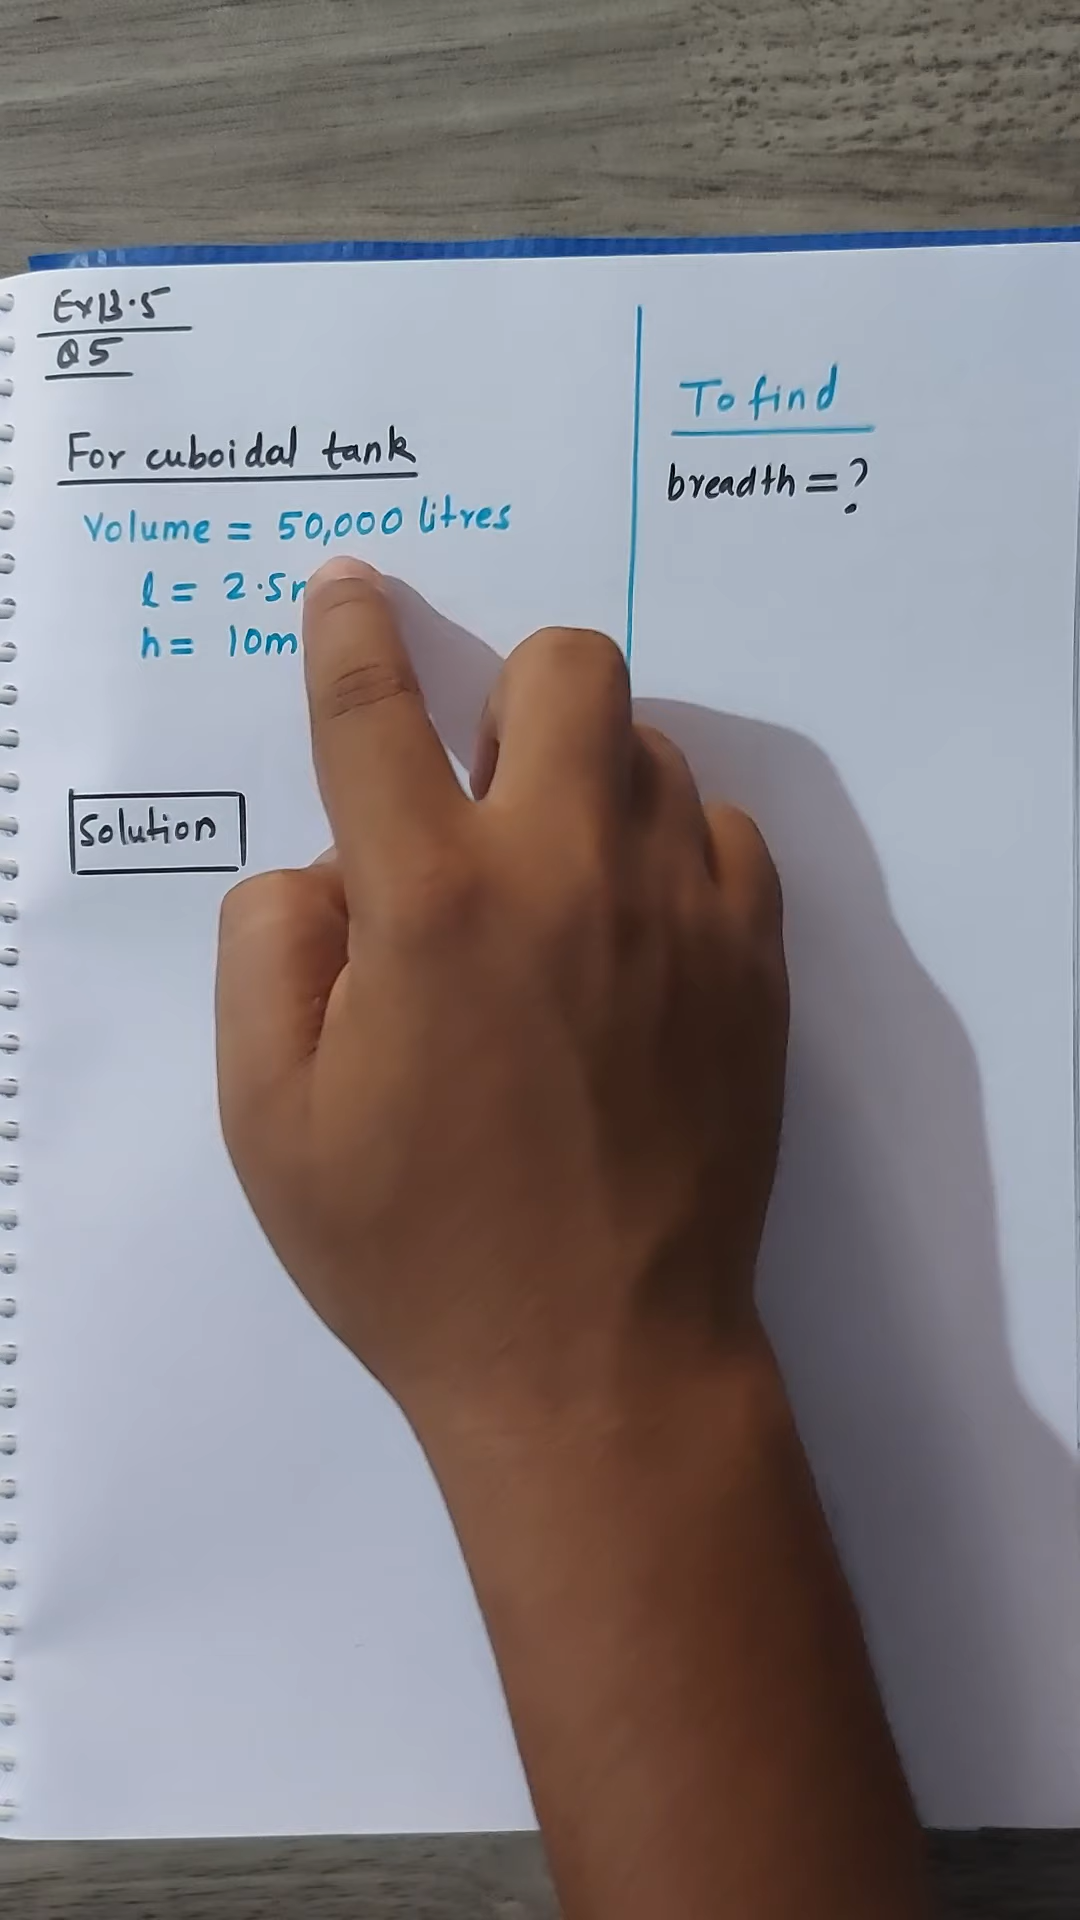 Ex13.5
Q5
For cuboidal tank
Volume = 50,000 litres
l = 2.5
h = 10m
Solution
To find
breadth = ?